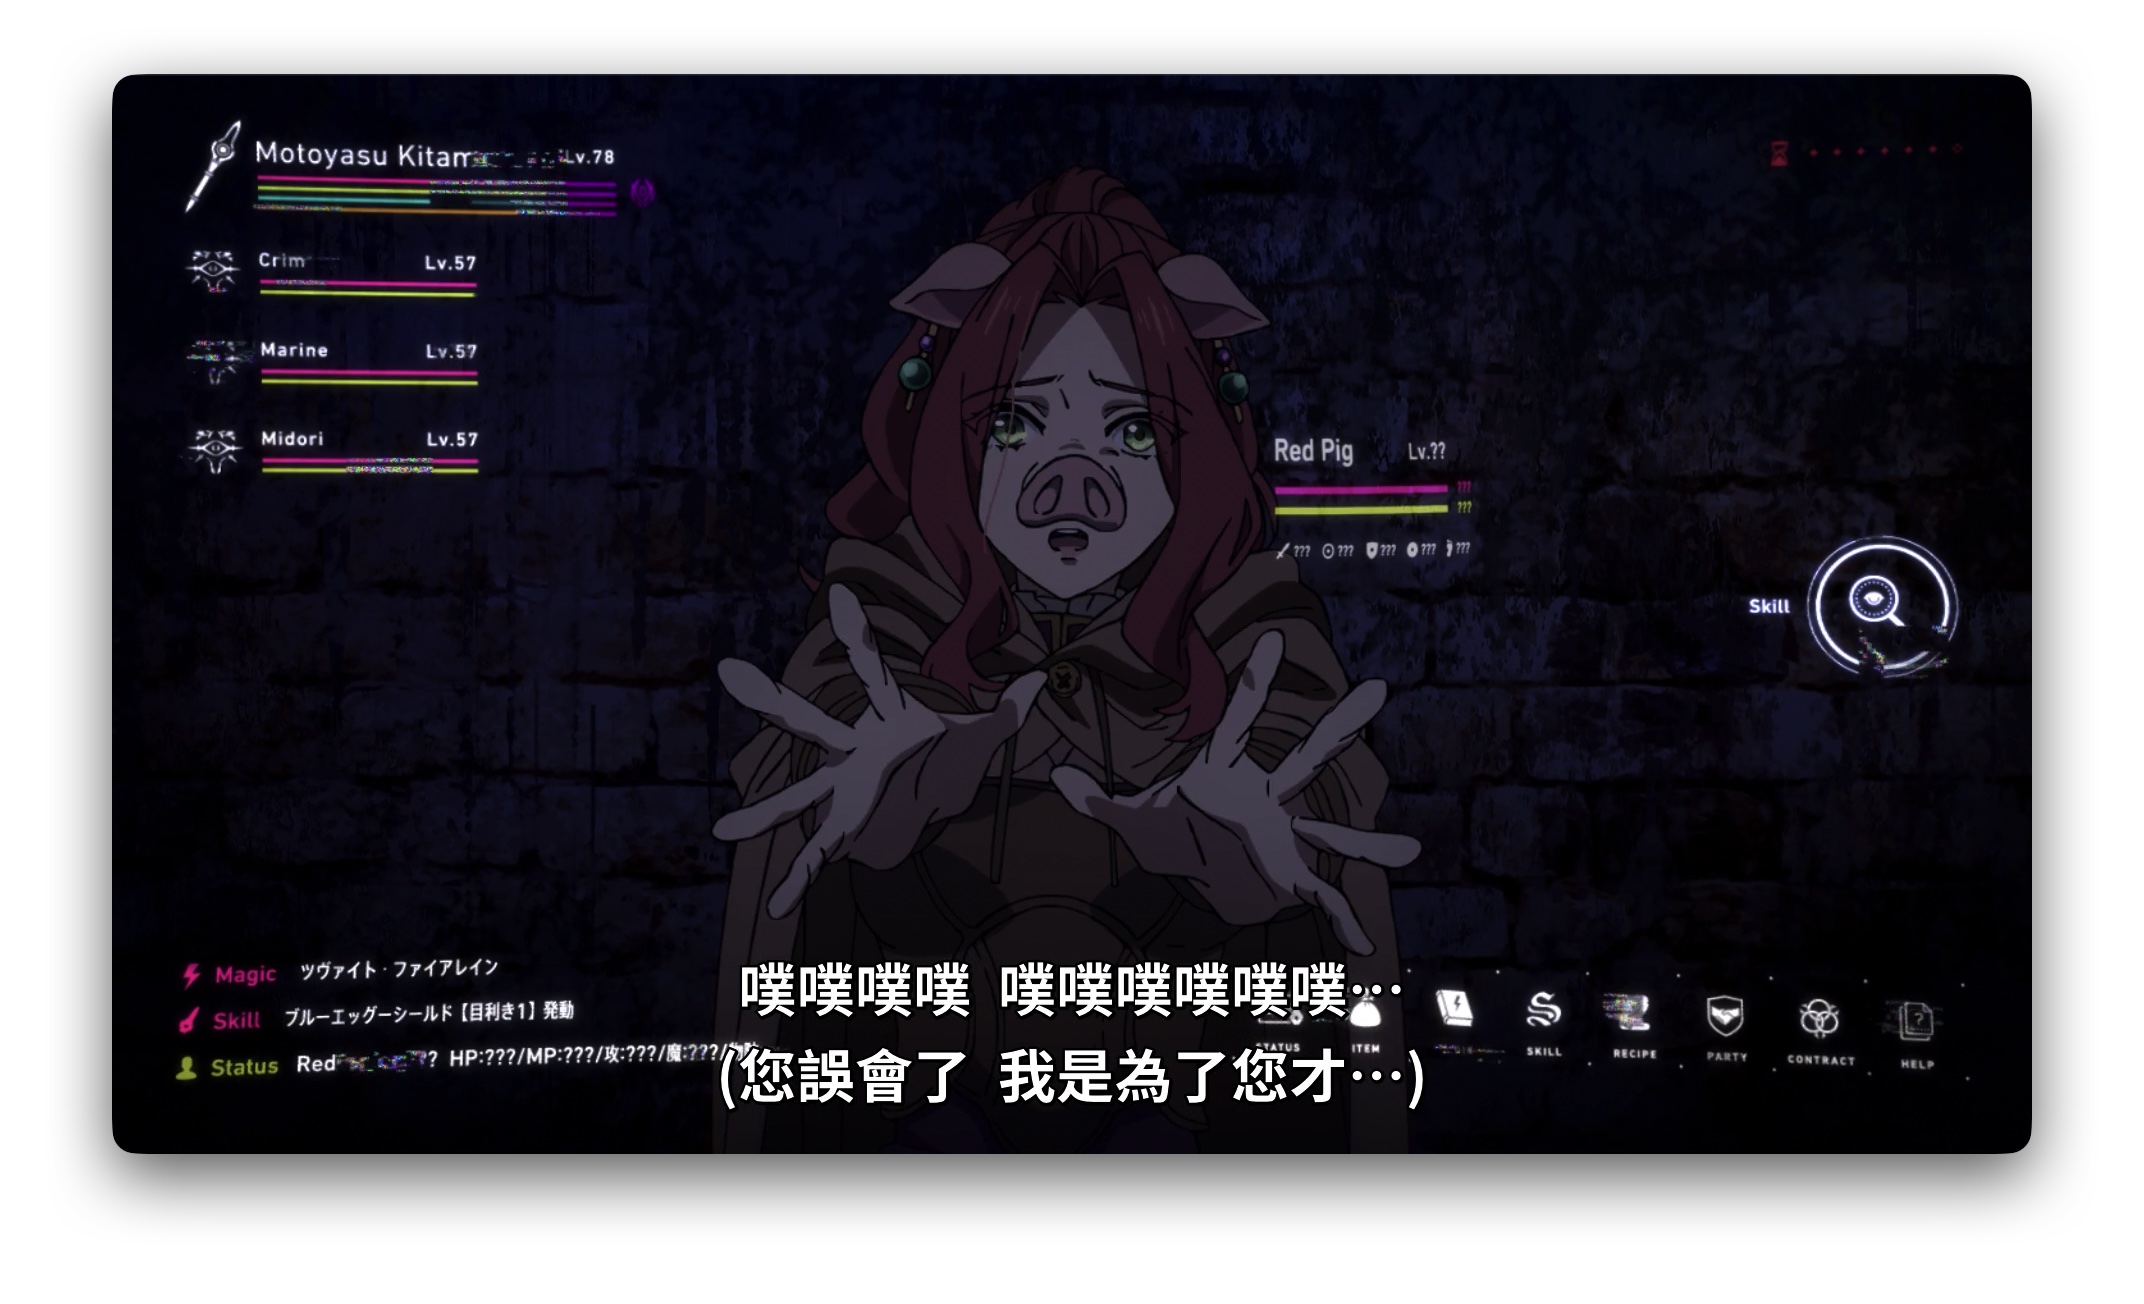 Motoyasu Kitam Lv.78
Crim Lv.57
Marine Lv.57
Midori Lv.57
Red Pig Lv.??
???
???
??? ??? ??? ??? ???
Skill
Magic ツヴァイト・ファイアレイン
Skill ブルーエッグーシールド【目利き1】発動
Status Red ? HP:???/MP:???/攻:???/魔:???/
STATUS ITEM SKILL RECIPE PARTY CONTRACT HELP
噗噗噗噗 噗噗噗噗噗噗…
(您誤會了 我是為了您才…)